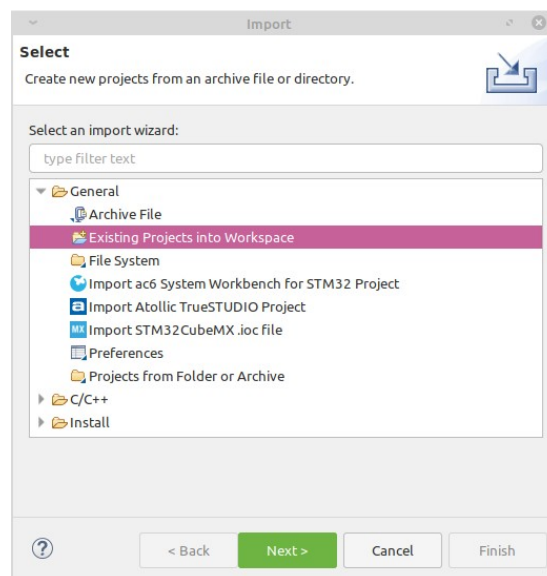 Import
Select
Create new projects from an archive file or directory.
Select an import wizard:
type filter text
General
Archive File
Existing Projects into Workspace
File System
Import ac6 System Workbench for STM32 Project
a Import Atollic TrueSTUDIO Project
MX Import STM32CubeMX .ioc file
Preferences
Projects from Folder or Archive
C/C++
Install
? < Back Next > Cancel Finish